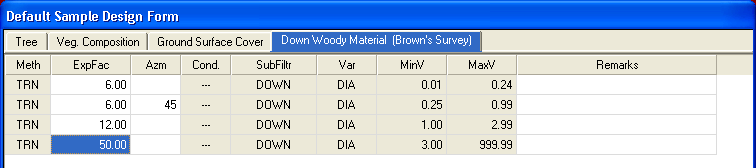 Default Sample Design Form
Tree Veg. Composition Ground Surface Cover Down Woody Material (Brown's Survey)
Meth ExpFac Azm Cond. SubFiltr Var MinV MaxV Remarks
TRN 6.00 --- DOWN DIA 0.01 0.24
TRN 6.00 45 --- DOWN DIA 0.25 0.99
TRN 12.00 --- DOWN DIA 1.00 2.99
TRN 50.00 --- DOWN DIA 3.00 999.99